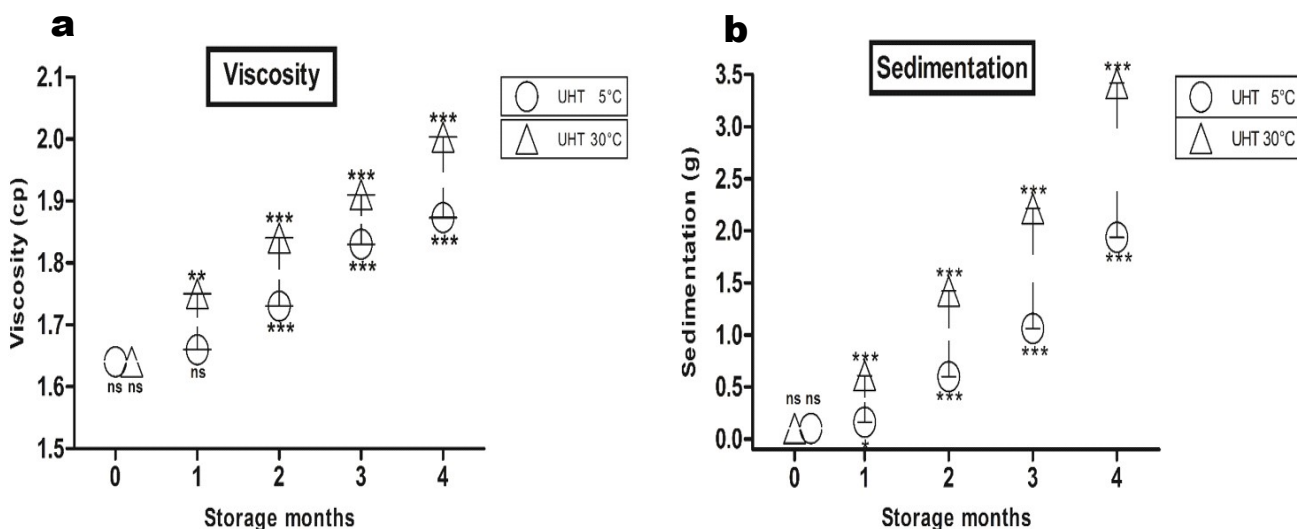 a
Viscosity
UHT 5°C
UHT 30°C
Viscosity (cp)
2.1
2.0
1.9
1.8
1.7
1.6
1.5
***
***
***
**
***
***
***
ns
ns ns
0 1 2 3 4
Storage months
b
Sedimentation
UHT 5°C
UHT 30°C
Sedimentation (g)
3.5
3.0
2.5
2.0
1.5
1.0
0.5
0.0
***
***
***
***
***
***
***
*
ns ns
0 1 2 3 4
Storage months